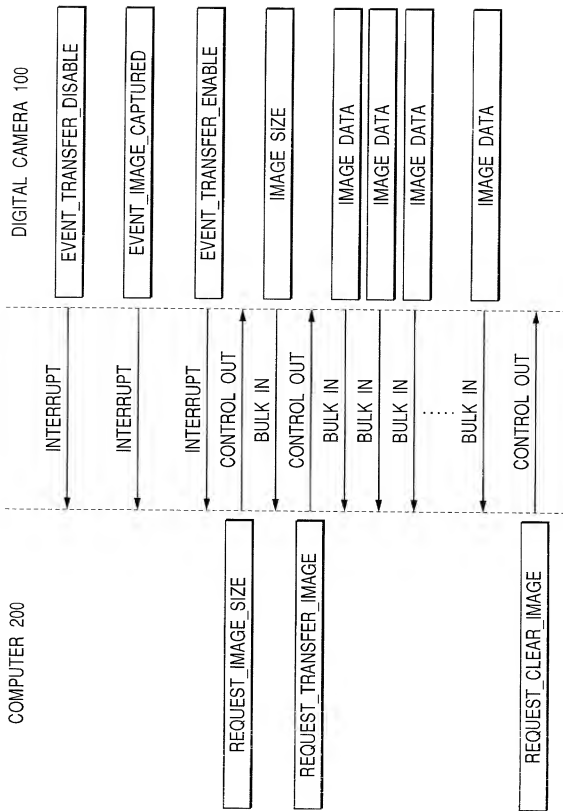 COMPUTER 200
DIGITAL CAMERA 100
INTERRUPT
EVENT_TRANSFER_DISABLE
INTERRUPT
EVENT_IMAGE_CAPTURED
INTERRUPT
EVENT_TRANSFER_ENABLE
REQUEST_IMAGE_SIZE
CONTROL OUT
BULK IN
IMAGE SIZE
REQUEST_TRANSFER_IMAGE
CONTROL OUT
BULK IN
IMAGE DATA
BULK IN
IMAGE DATA
BULK IN
IMAGE DATA
.....
BULK IN
IMAGE DATA
REQUEST_CLEAR_IMAGE
CONTROL OUT